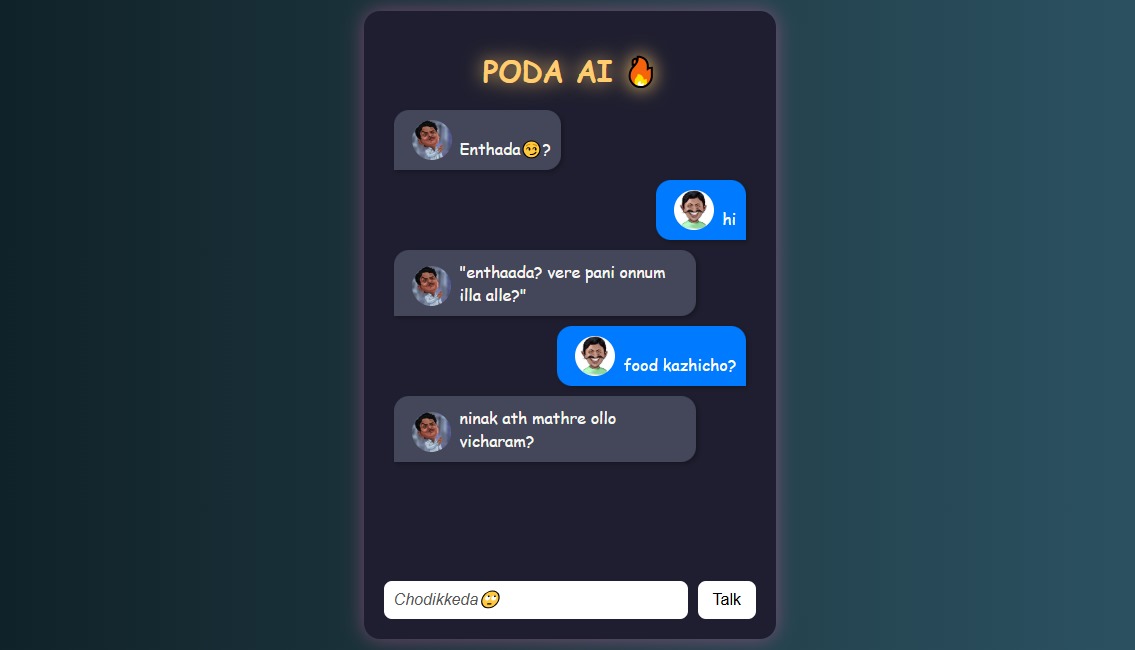 PODA AI 🔥
Enthada😏?
hi
"enthaada? vere pani onnum
illa alle?"
food kazhicho?
ninak ath mathre ollo
vicharam?
Chodikkeda🙄 Talk